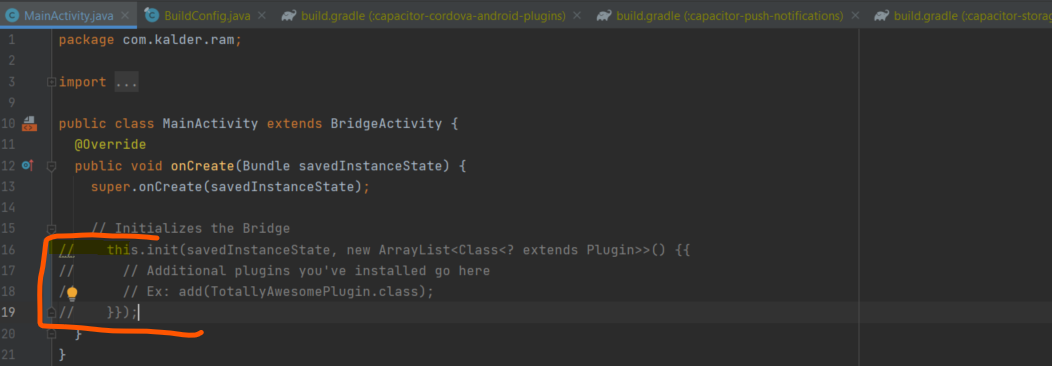 MainActivity.java × BuildConfig.java × build.gradle (:capacitor-cordova-android-plugins) × build.gradle (:capacitor-push-notifications) × build.gradle (:capacitor-storag
1 package com.kalder.ram;
2
3 import ...
9
10 public class MainActivity extends BridgeActivity {
11 @Override
12 public void onCreate(Bundle savedInstanceState) {
13 super.onCreate(savedInstanceState);
14
15 // Initializes the Bridge
16 // this.init(savedInstanceState, new ArrayList<Class<? extends Plugin>>() {{
17 // // Additional plugins you've installed go here
18 / // Ex: add(TotallyAwesomePlugin.class);
19 // }});
20 }
21 }